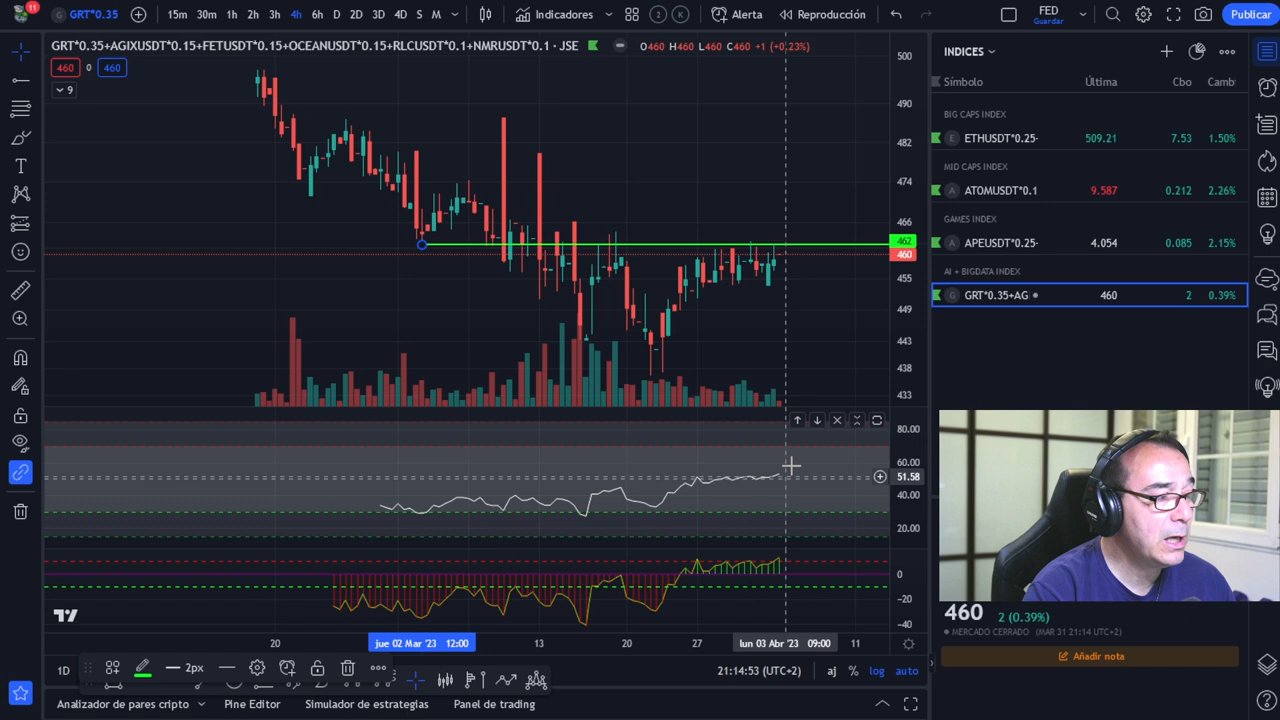 11
GRT*0.35
15m 30m 1h 2h 3h 4h 6h D 2D 3D 4D S M
Indicadores
2 K
Alerta
Reproducción
FED
Guardar
Publicar
GRT*0.35+AGIXUSDT*0.15+FETUSDT*0.15+OCEANUSDT*0.15+RLCUSDT*0.1+NMRUSDT*0.1 · JSE
O460 H460 L460 C460 +1 (+0.23%)
460 0 460
9
500
490
482
474
466
462
460
455
449
443
438
433
80.00
60.00
51.58
40.00
20.00
0
−20
−40
20
jue 02 Mar '23 12:00
13
20
27
lun 03 Abr '23 09:00
11
1D
2px
21:14:53 (UTC+2)
aj % log auto
Analizador de pares cripto
Pine Editor
Simulador de estrategias
Panel de trading
INDICES
Símbolo Última Cbo Camb
BIG CAPS INDEX
E ETHUSDT*0.25- 509.21 7.53 1.50%
MID CAPS INDEX
A ATOMUSDT*0.1 9.587 0.212 2.26%
GAMES INDEX
A APEUSDT*0.25- 4.054 0.085 2.15%
AI + BIGDATA INDEX
G GRT*0.35+AG 460 2 0.39%
460 2 (0.39%)
MERCADO CERRADO (MAR 31 21:14 UTC+2)
Añadir nota